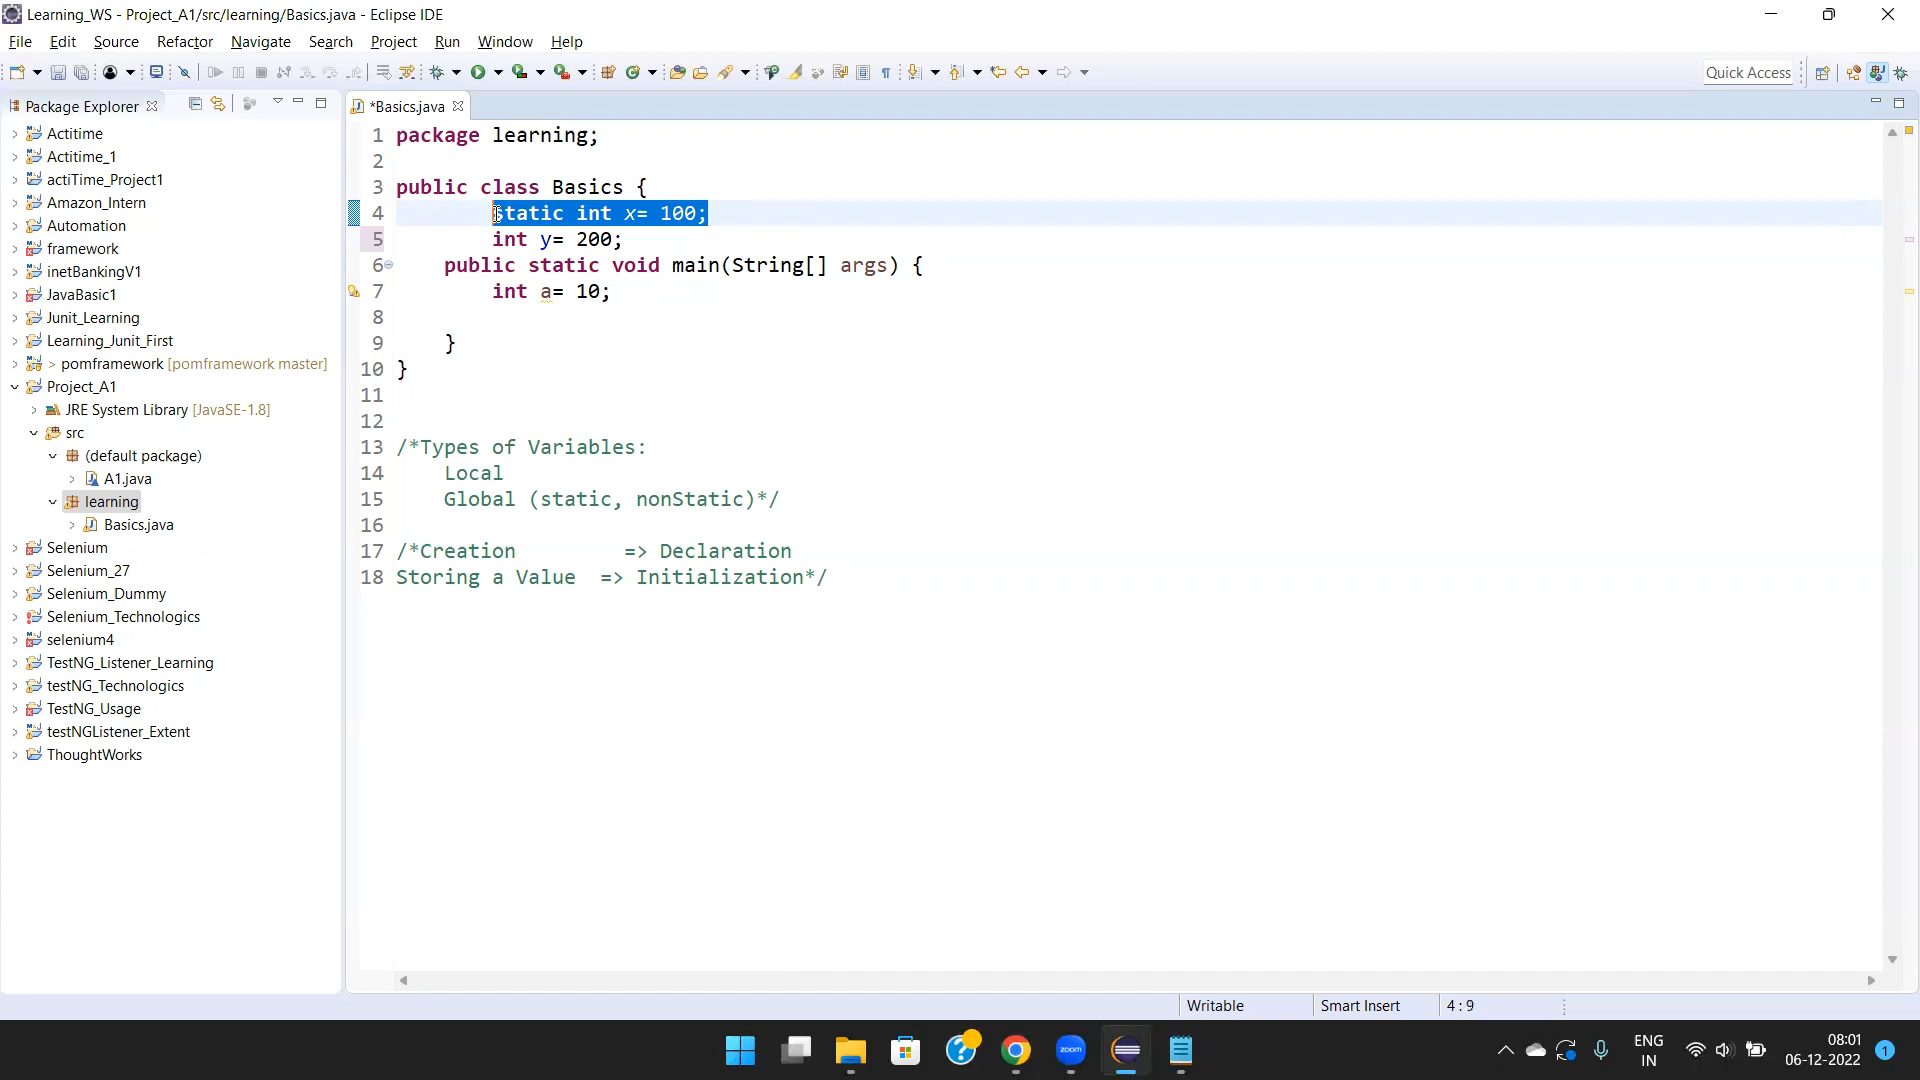 Learning_WS - Project_A1/src/learning/Basics.java - Eclipse IDE
File Edit Source Refactor Navigate Search Project Run Window Help
Quick Access
Package Explorer
*Basics.java
Actitime
Actitime_1
actiTime_Project1
Amazon_Intern
Automation
framework
inetBankingV1
JavaBasic1
Junit_Learning
Learning_Junit_First
> pomframework [pomframework master]
Project_A1
JRE System Library [JavaSE-1.8]
src
(default package)
A1.java
learning
Basics.java
Selenium
Selenium_27
Selenium_Dummy
Selenium_Technologics
selenium4
TestNG_Listener_Learning
testNG_Technologics
TestNG_Usage
testNGListener_Extent
ThoughtWorks
1 package learning;
2
3 public class Basics {
4 static int x= 100;
5 int y= 200;
6 public static void main(String[] args) {
7 int a= 10;
8
9 }
10 }
11
12
13 /*Types of Variables:
14 Local
15 Global (static, nonStatic)*/
16
17 /*Creation => Declaration
18 Storing a Value => Initialization*/
Writable Smart Insert 4 : 9
zoom
ENG
IN
08:01
06-12-2022
1